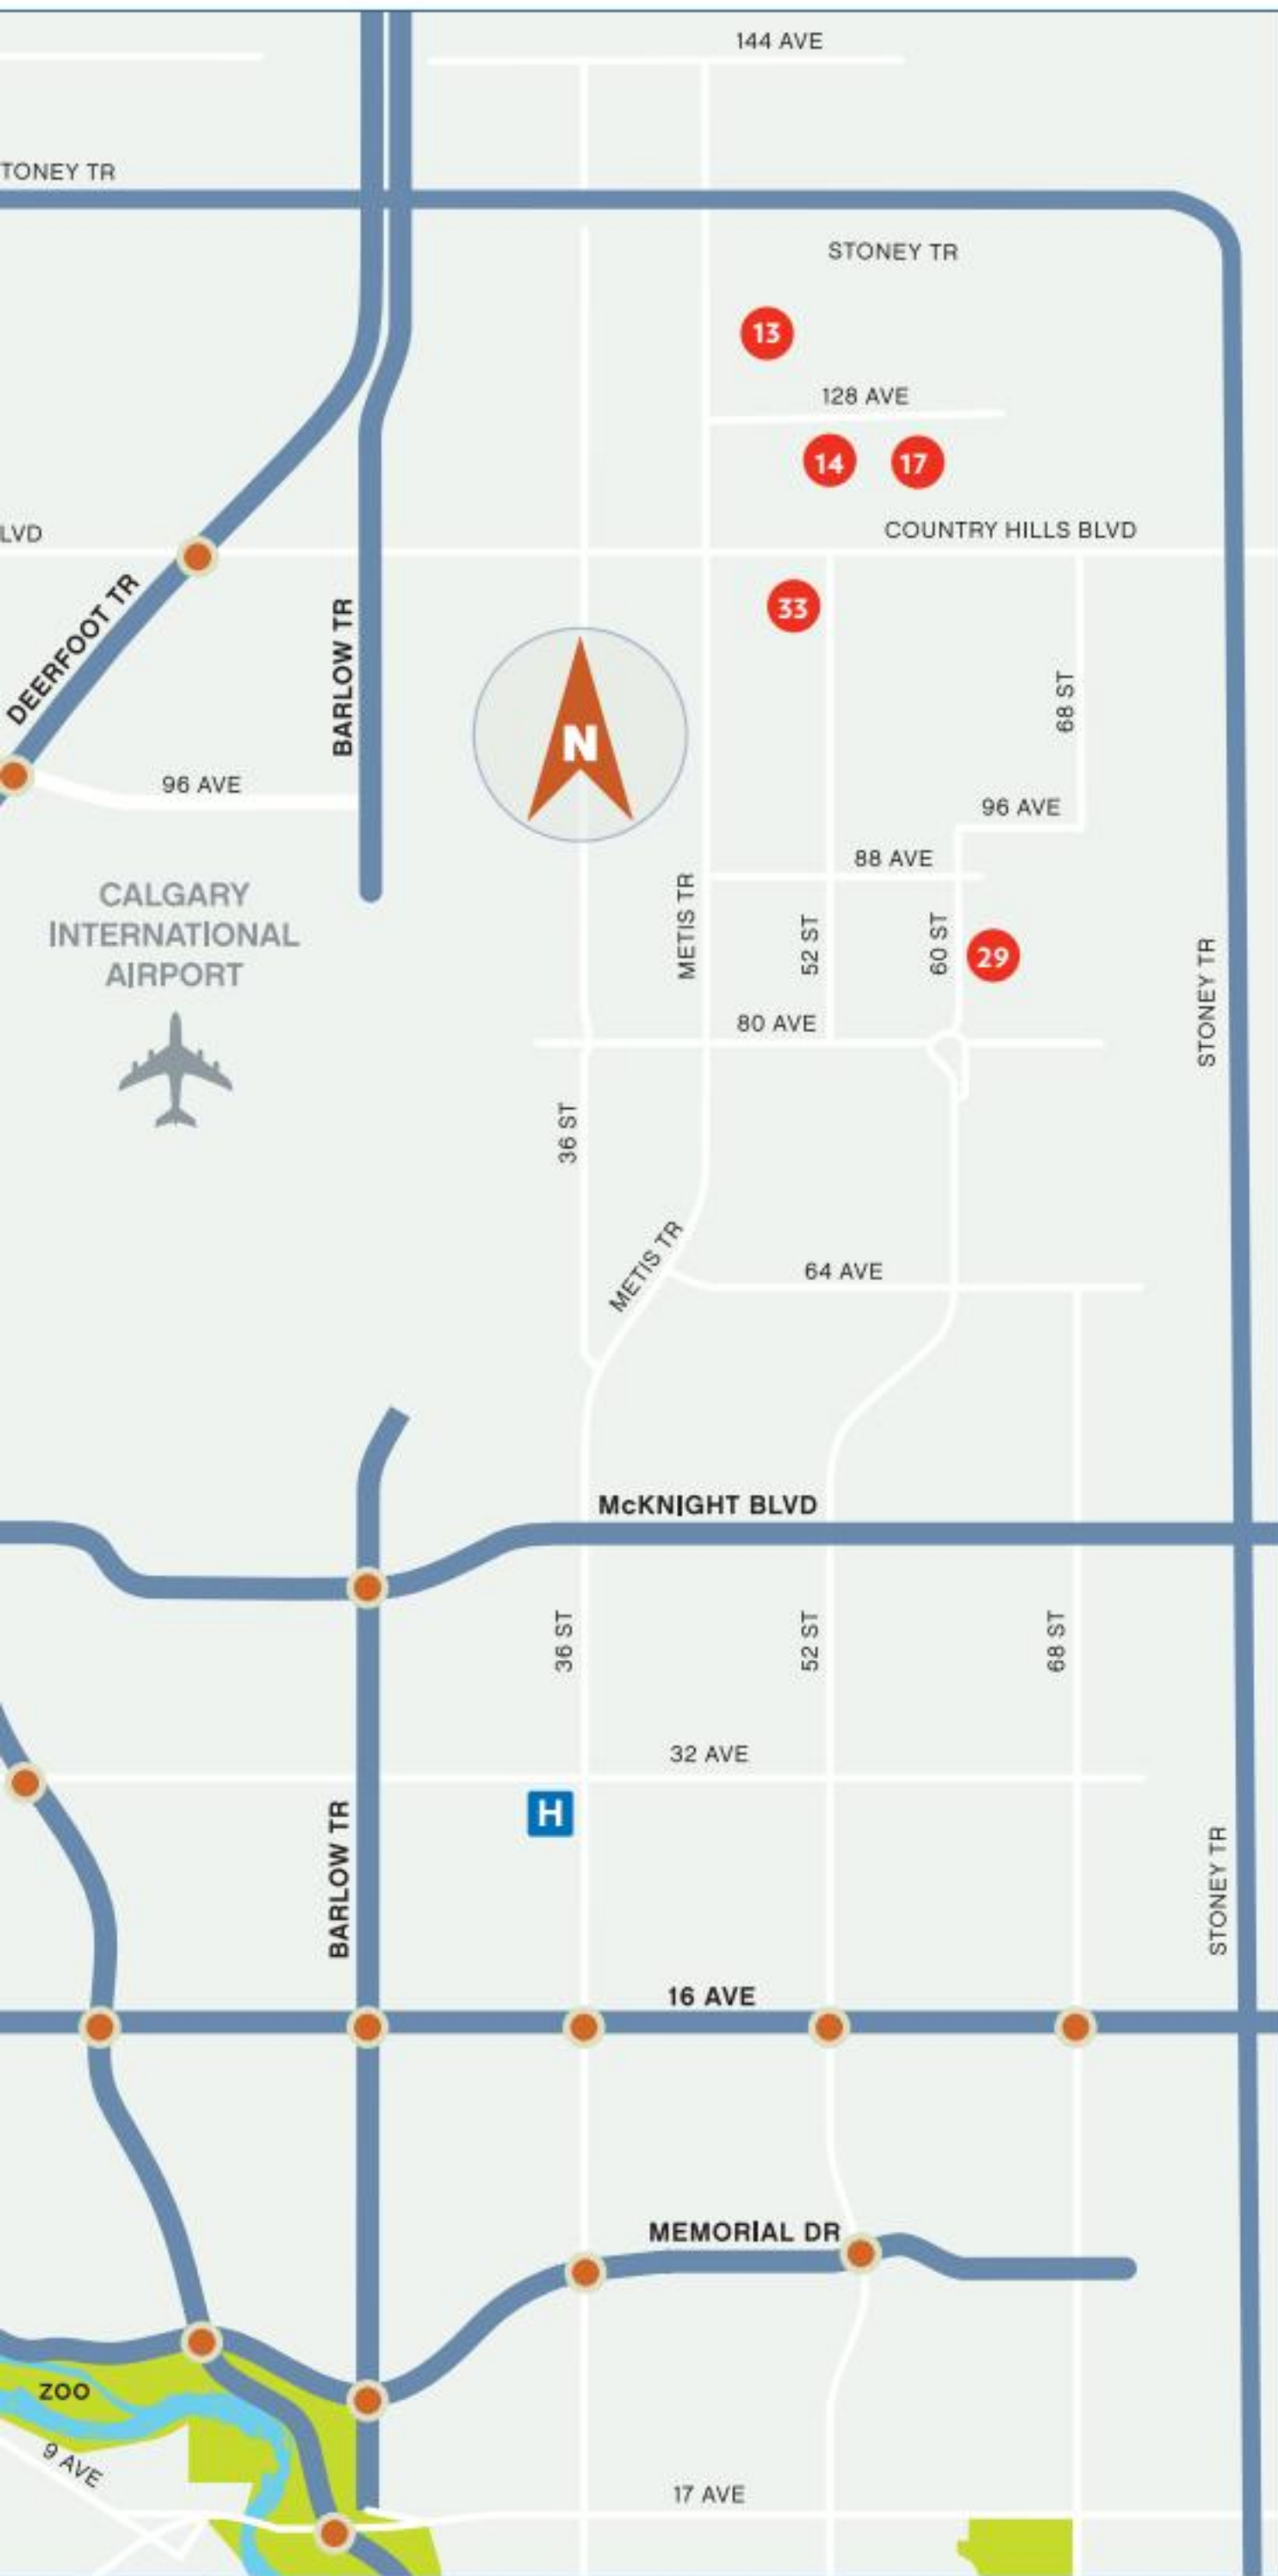 144 AVE
TONEY TR
STONEY TR
13
128 AVE
14
17
LVD
COUNTRY HILLS BLVD
DEERFOOT TR
BARLOW TR
33
68 ST
N
96 AVE
96 AVE
88 AVE
CALGARY
INTERNATIONAL
AIRPORT
METIS TR
52 ST
60 ST
29
STONEY TR
80 AVE
36 ST
METIS TR
64 AVE
McKNIGHT BLVD
36 ST
52 ST
68 ST
32 AVE
H
BARLOW TR
STONEY TR
16 AVE
MEMORIAL DR
ZOO
9 AVE
17 AVE